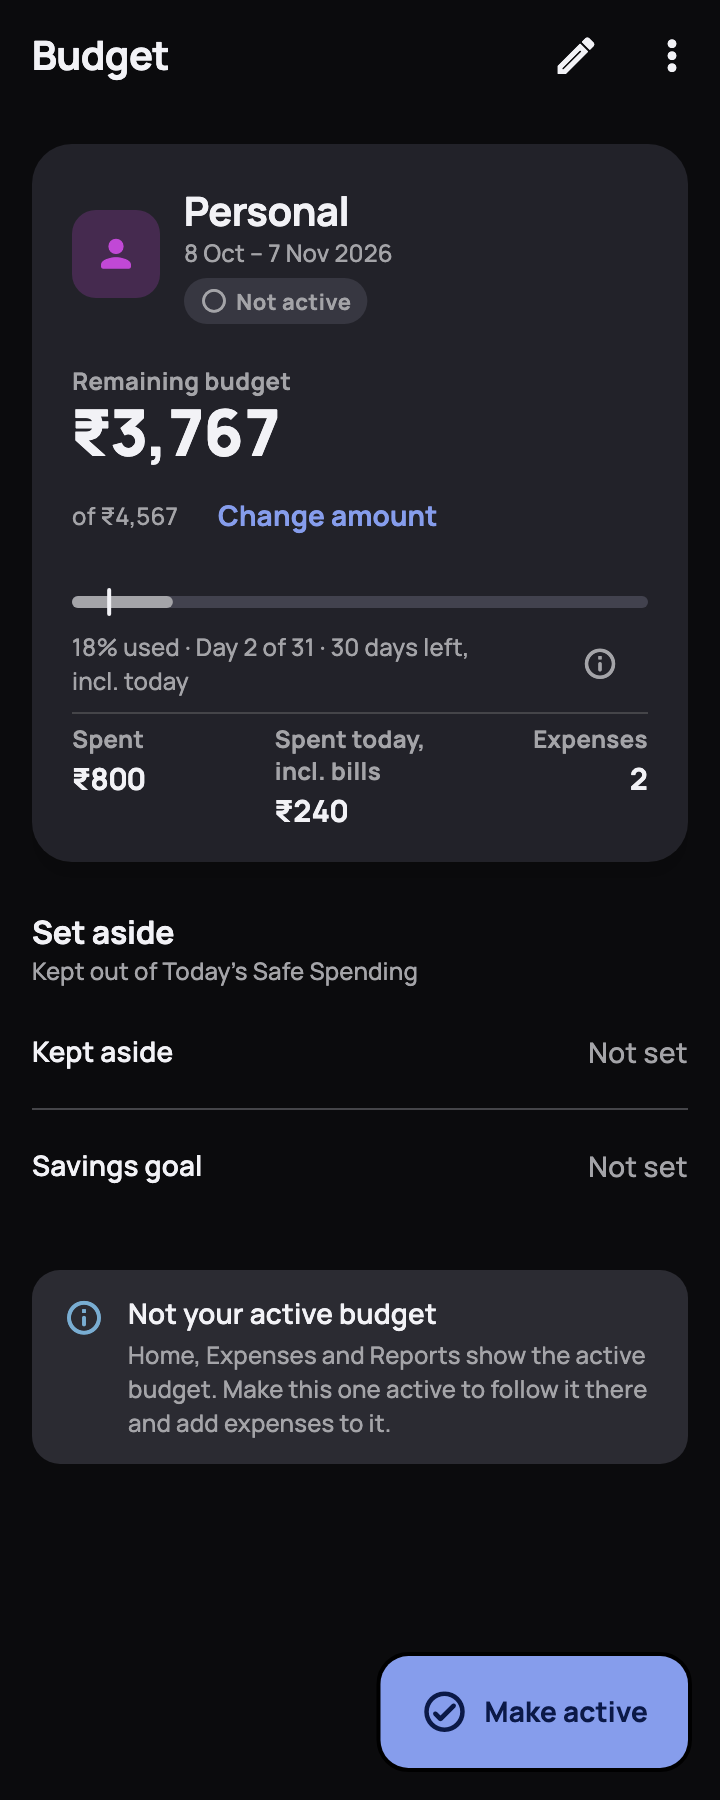 Budget
Personal
8 Oct – 7 Nov 2026
Not active
Remaining budget
₹3,767
of ₹4,567
Change amount
18% used · Day 2 of 31 · 30 days left,
incl. today
Spent
₹800
Spent today,
incl. bills
₹240
Expenses
2
Set aside
Kept out of Today’s Safe Spending
Kept aside
Not set
Savings goal
Not set
Not your active budget
Home, Expenses and Reports show the active
budget. Make this one active to follow it there
and add expenses to it.
Make active